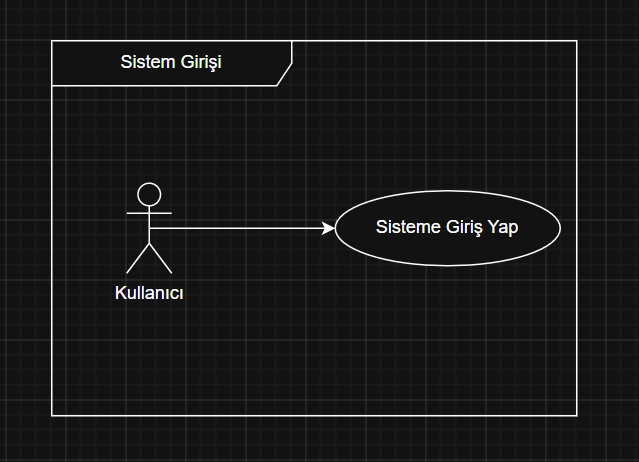 Sistem Girişi
Sisteme Giriş Yap
Kullanıcı